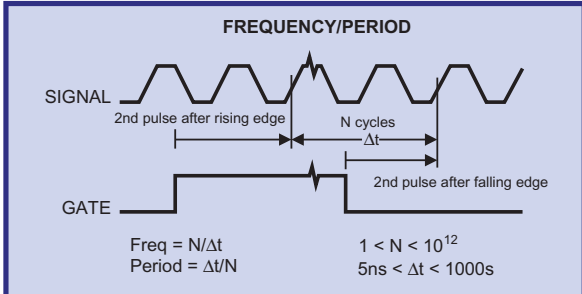 FREQUENCY/PERIOD
SIGNAL
2nd pulse after rising edge
N cycles
Δt
2nd pulse after falling edge
GATE
Freq = N/Δt
Period = Δt/N
1 < N < 10¹²
5ns < Δt < 1000s